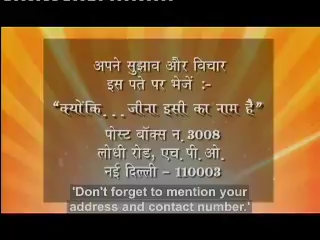 अपने सुझाव और विचार
इस पते पर भेजें :-
“क्योंकि...जीना इसी का नाम है”
पोस्ट बॉक्स न. 3008
लोधी रोड, एच.पी.ओ.
नई दिल्ली - 110003
'Don't forget to mention your
address and contact number.'